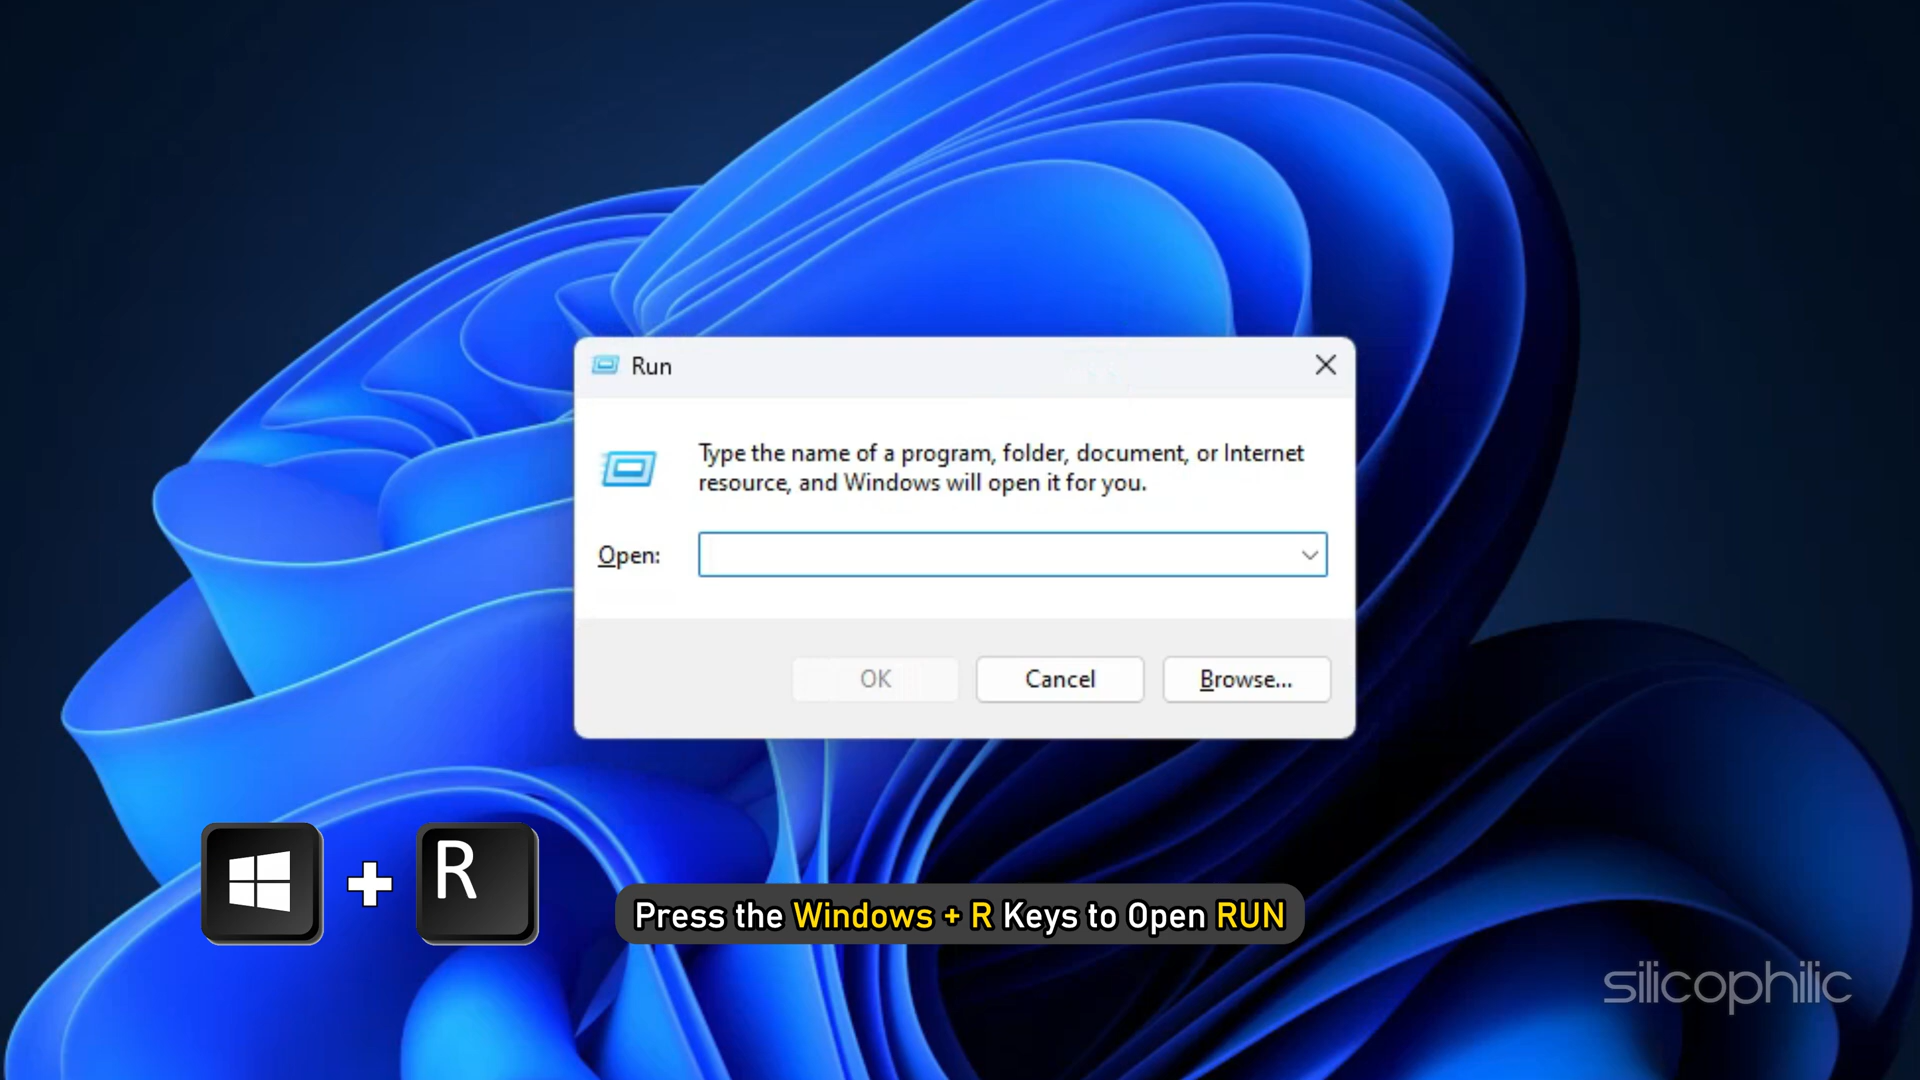 Run
Type the name of a program, folder, document, or Internet
resource, and Windows will open it for you.
Open:
OK
Cancel
Browse...
R
Press the Windows + R Keys to Open RUN
silicophilic